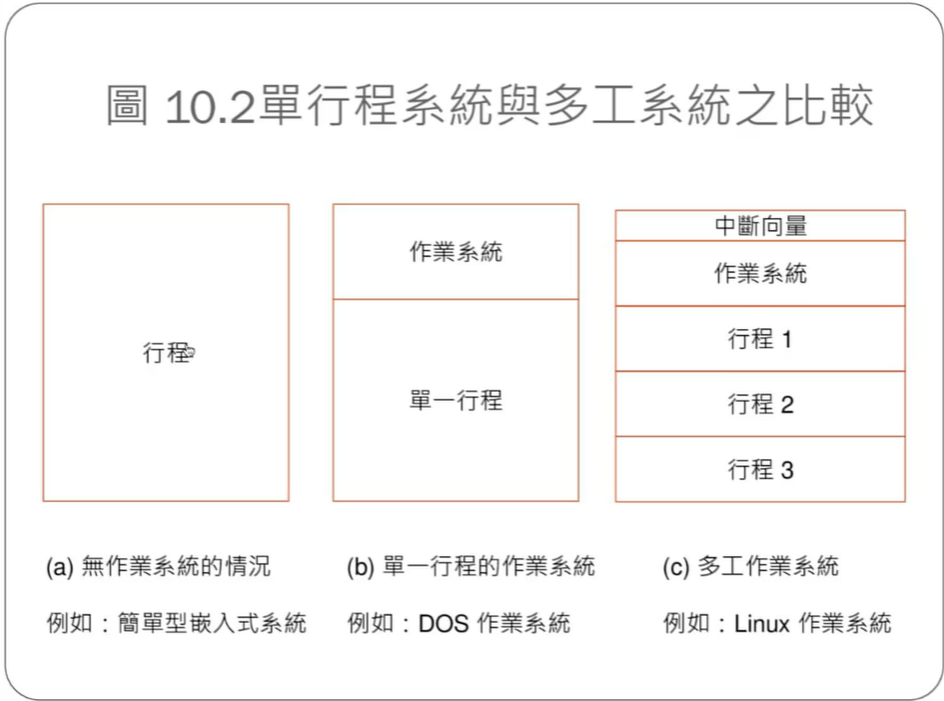 圖 10.2單行程系統與多工系統之比較
行程
作業系統
單一行程
中斷向量
作業系統
行程 1
行程 2
行程 3
(a) 無作業系統的情況
例如：簡單型嵌入式系統
(b) 單一行程的作業系統
例如：DOS 作業系統
(c) 多工作業系統
例如：Linux 作業系統